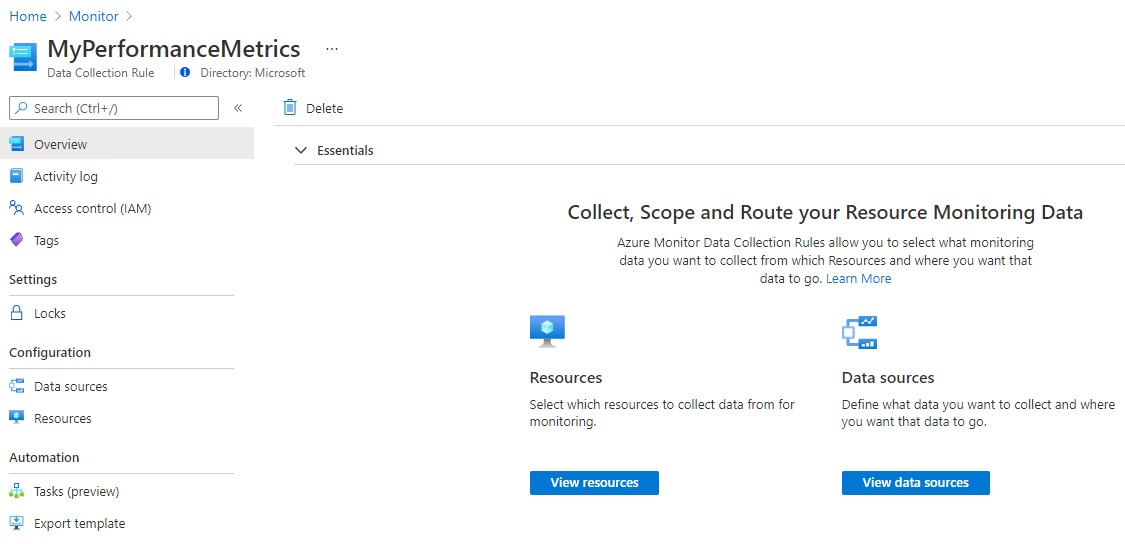 Home > Monitor >
MyPerformanceMetrics ...
Data Collection Rule Directory: Microsoft
Search (Ctrl+/) «
Delete
Overview
Essentials
Activity log
Access control (IAM)
Tags
Settings
Locks
Configuration
Data sources
Resources
Automation
Tasks (preview)
Export template
Collect, Scope and Route your Resource Monitoring Data
Azure Monitor Data Collection Rules allow you to select what monitoring
data you want to collect from which Resources and where you want that
data to go. Learn More
Resources
Select which resources to collect data from for
monitoring.
View resources
Data sources
Define what data you want to collect and where
you want that data to go.
View data sources